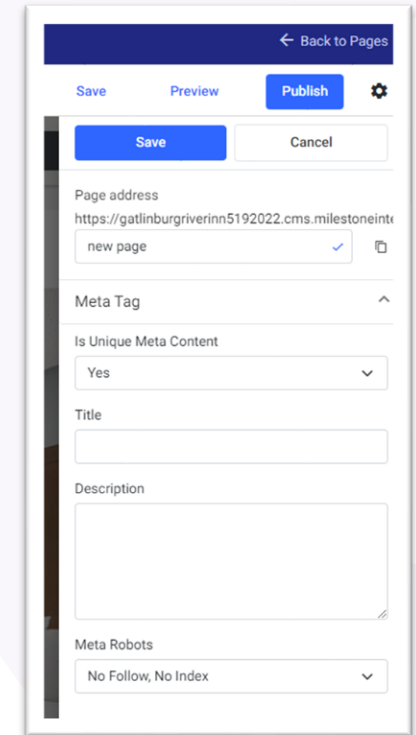 ← Back to Pages
Save Preview Publish
Save Cancel
Page address
https://gatlinburgriverinn5192022.cms.milestoneinte
new page
Meta Tag
Is Unique Meta Content
Yes
Title
Description
Meta Robots
No Follow, No Index